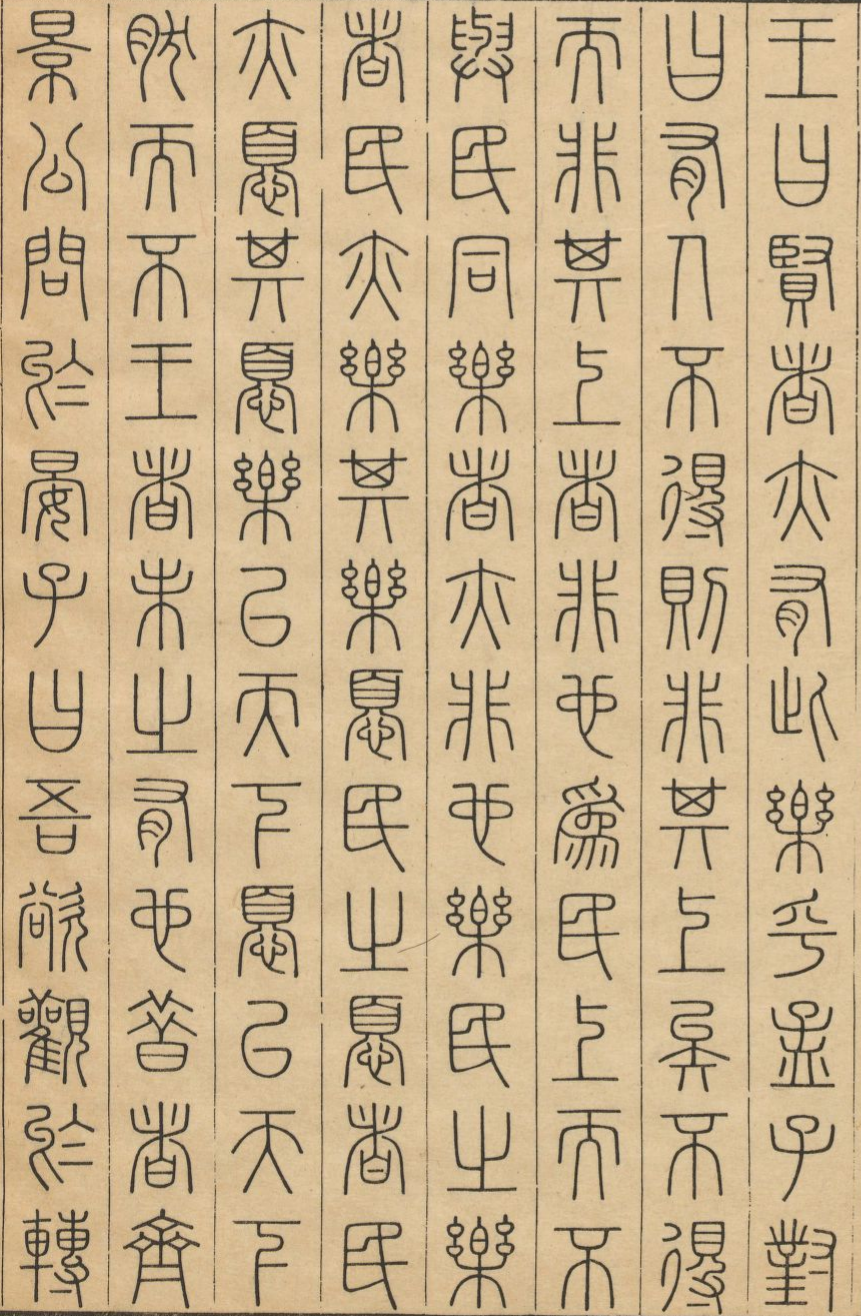 王曰賢者亦有此樂乎孟子對
曰有人不得則非其上矣不得
而非其上者非也爲民上而不
與民同樂者亦非也樂民之樂
者民亦樂其樂憂民之憂者民
亦憂其憂樂以天下憂以天下
然而不王者未之有也昔者齊
景公問於晏子曰吾欲觀於轉